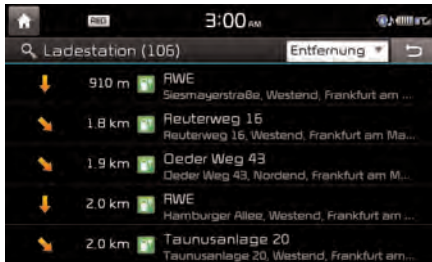 3:00 AM
Ladestation (106)
Entfernung
910 m RWE
Siesmayerstraße, Westend, Frankfurt am ...
1.8 km Reuterweg 16
Reuterweg 16, Westend, Frankfurt am Ma...
1.9 km Oeder Weg 43
Oeder Weg 43, Nordend, Frankfurt am M...
2.0 km RWE
Hamburger Allee, Westend, Frankfurt am ...
2.0 km Taunusanlage 20
Taunusanlage 20, Westend, Frankfurt am...